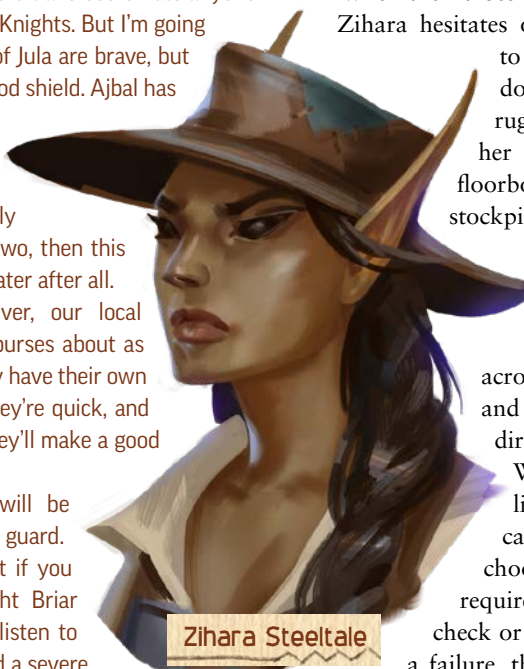 anyone
Knights. But I'm going
of Jula are brave, but
od shield. Ajbal has
ly
wo, then this
ater after all.
ver, our local
ourses about as
y have their own
ey're quick, and
ey'll make a good
will be
guard.
t if you
ht Briar
listen to
d a severe
Zihara Steeltale
Zihara hesitates
to
do
rug
her
floorbo
stockpi
acro
and
dir
W
li
ca
choo
require
check or
a failure, th